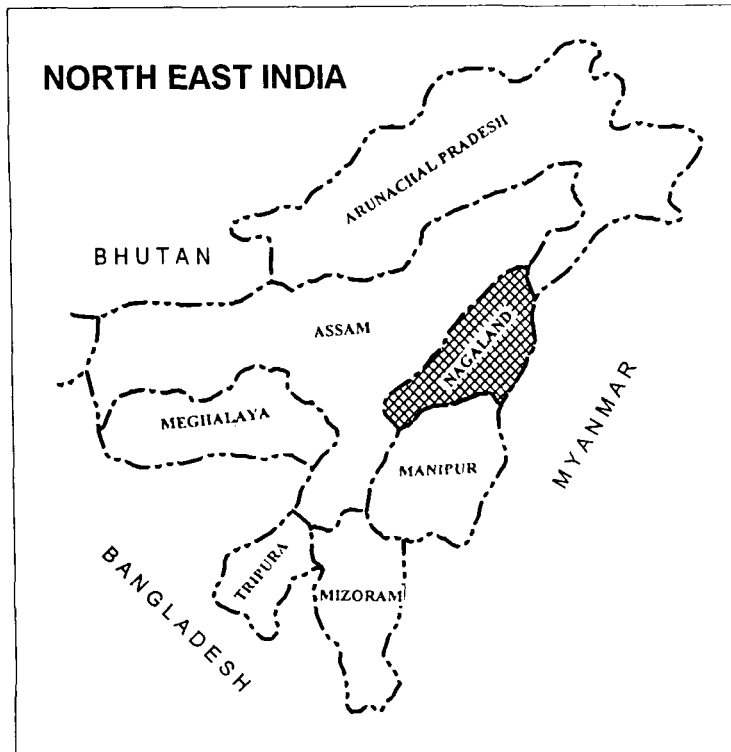 NORTH EAST INDIA
ARUNACHAL PRADESH
BHUTAN
ASSAM
NAGALAND
MEGHALAYA
MYANMAR
MANIPUR
BANGLADESH
TRIPURA
MIZORAM